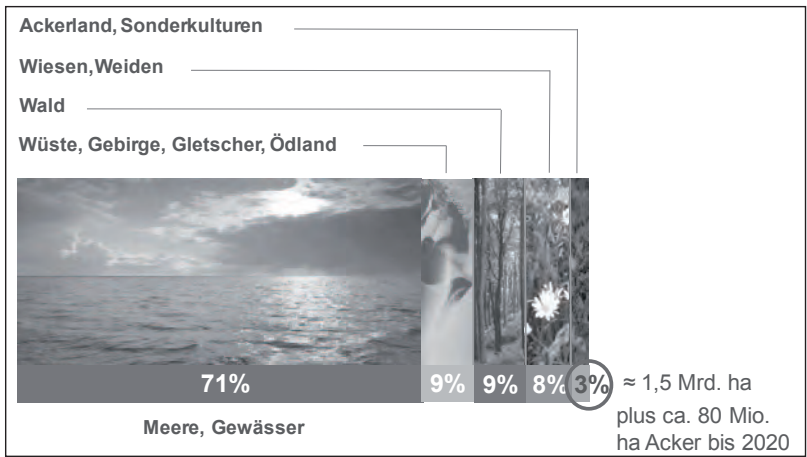 Ackerland, Sonderkulturen
Wiesen,Weiden
Wald
Wüste, Gebirge, Gletscher, Ödland
71%
9%
9%
8%
3%
≈ 1,5 Mrd. ha
plus ca. 80 Mio.
ha Acker bis 2020
Meere, Gewässer